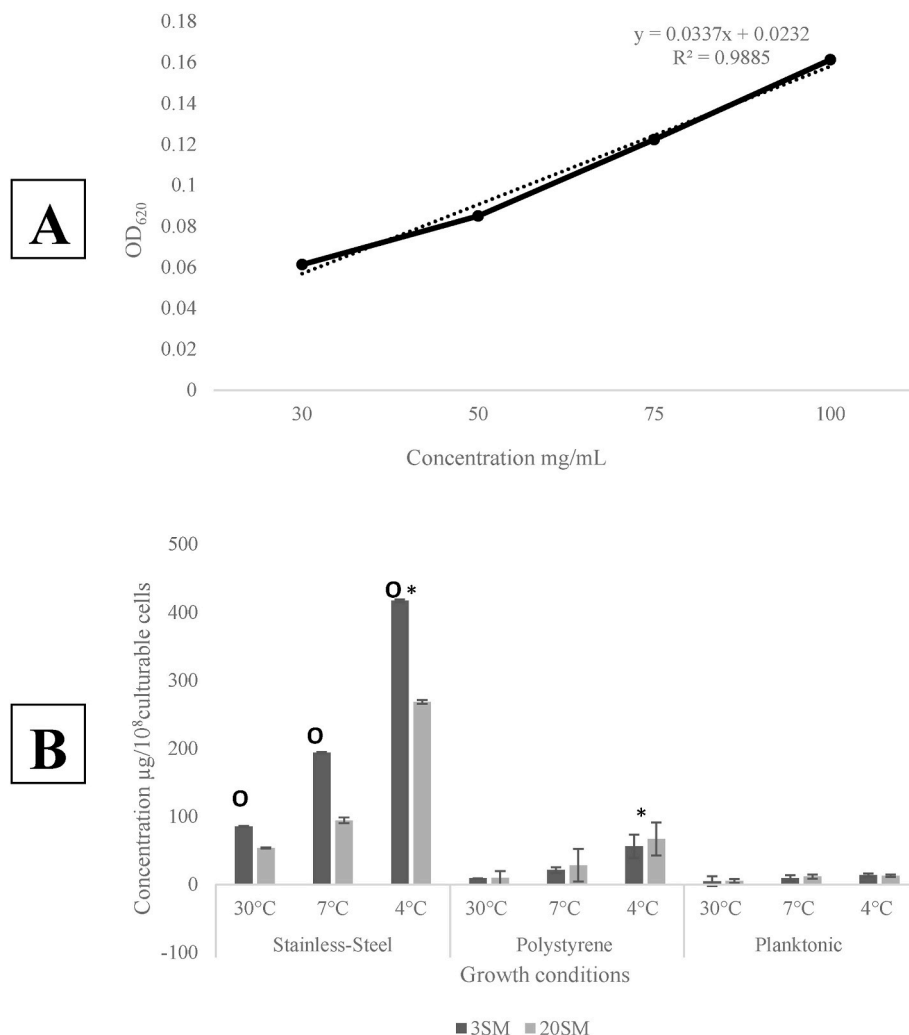 A
0.18
0.16
0.14
0.12
0.1
0.08
0.06
0.04
0.02
0
OD₆₂₀
y = 0.0337x + 0.0232
R² = 0.9885
30 50 75 100
Concentration mg/mL
B
500
400
300
200
100
0
-100
Concentration µg/10⁸culturable cells
O
O
O *
*
30°C 7°C 4°C 30°C 7°C 4°C 30°C 7°C 4°C
Stainless-Steel Polystyrene Planktonic
Growth conditions
3SM 20SM